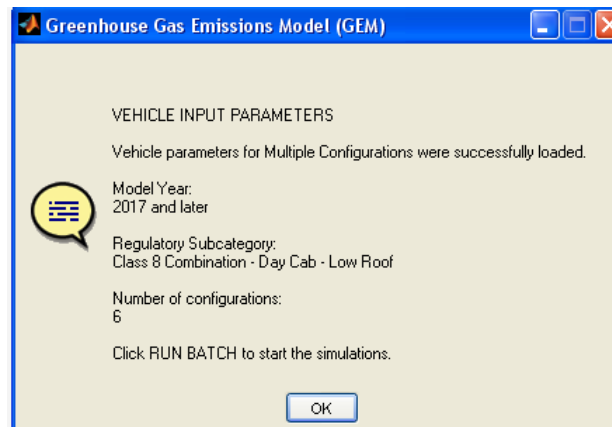 Greenhouse Gas Emissions Model (GEM)
VEHICLE INPUT PARAMETERS
Vehicle parameters for Multiple Configurations were successfully loaded.
Model Year:
2017 and later
Regulatory Subcategory:
Class 8 Combination - Day Cab - Low Roof
Number of configurations:
6
Click RUN BATCH to start the simulations.
OK